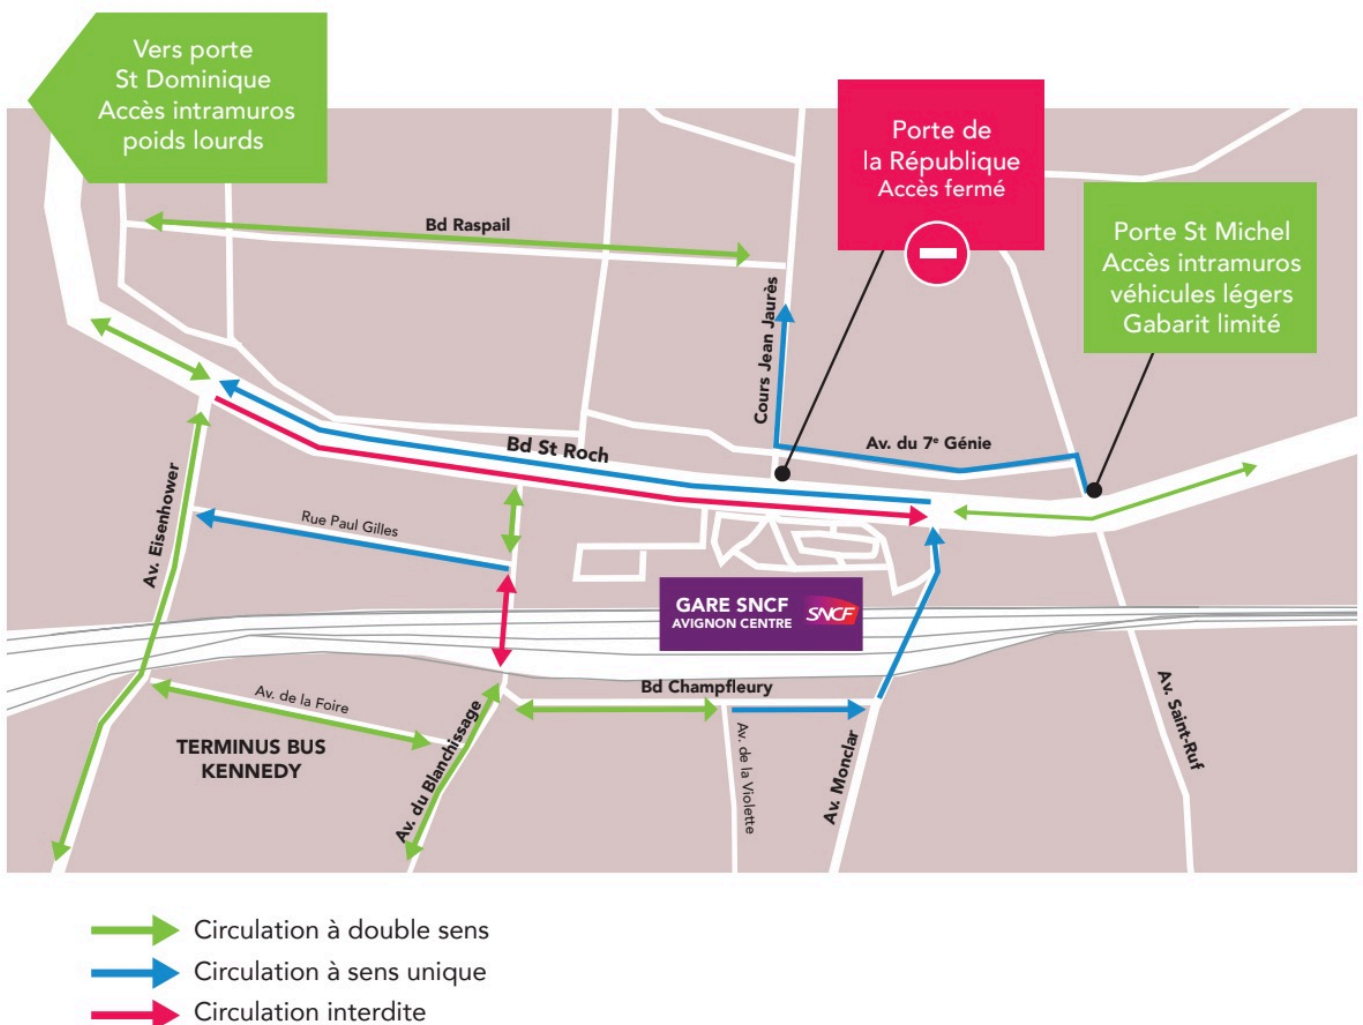 Vers porte
St Dominique
Accès intramuros
poids lourds
Porte de
la République
Accès fermé
Porte St Michel
Accès intramuros
véhicules légers
Gabarit limité
Bd Raspail
Cours Jean Jaurès
Av. du 7e Génie
Bd St Roch
Av. Eisenhower
Rue Paul Gilles
GARE SNCF
AVIGNON CENTRE
SNCF
Bd Champfleury
Av. de la Foire
TERMINUS BUS
KENNEDY
Av. du Blanchissage
Av. de la Violette
Av. Monclar
Av. Saint-Ruf
Circulation à double sens
Circulation à sens unique
Circulation interdite